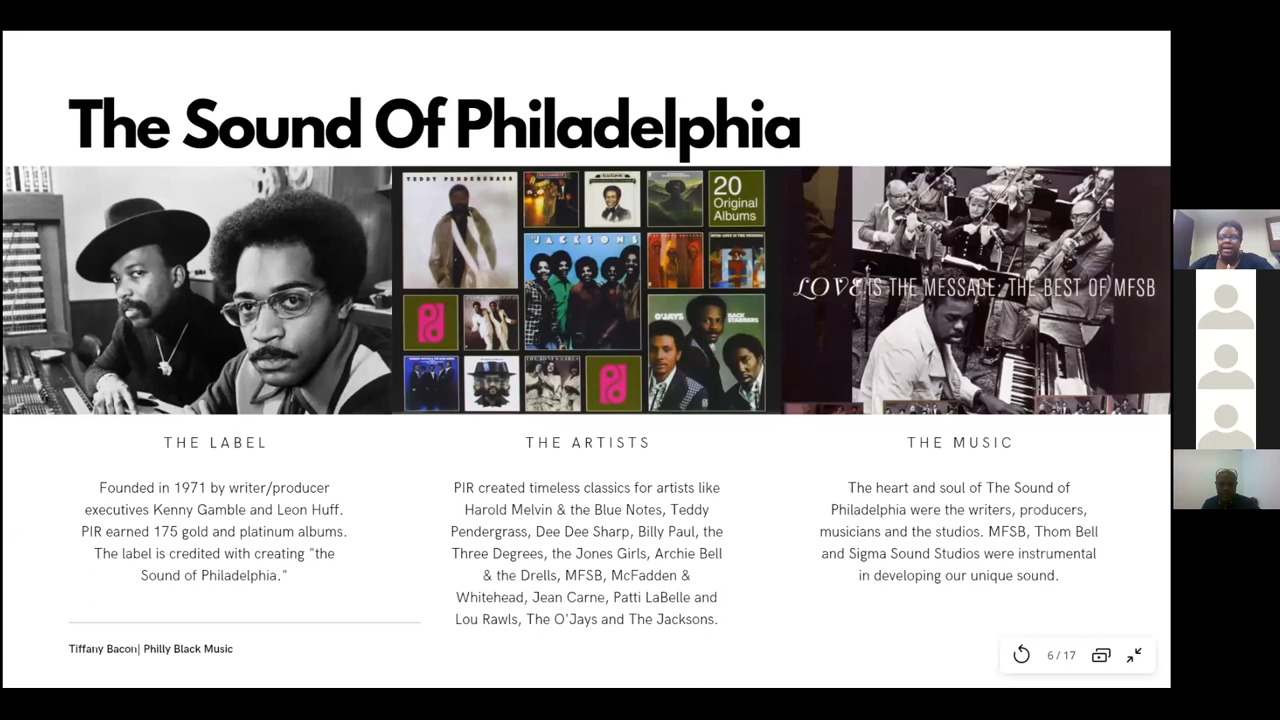 The Sound Of Philadelphia
TEDDY PENDERGRASS
20
Original
Albums
JACKSONS
O'JAYS
BACK
STABBERS
THE JONES GIRLS
LOVE IS THE MESSAGE: THE BEST OF MFSB
THE LABEL
Founded in 1971 by writer/producer
executives Kenny Gamble and Leon Huff.
PIR earned 175 gold and platinum albums.
The label is credited with creating "the
Sound of Philadelphia."
THE ARTISTS
PIR created timeless classics for artists like
Harold Melvin & the Blue Notes, Teddy
Pendergrass, Dee Dee Sharp, Billy Paul, the
Three Degrees, the Jones Girls, Archie Bell
& the Drells, MFSB, McFadden &
Whitehead, Jean Carne, Patti LaBelle and
Lou Rawls, The O'Jays and The Jacksons.
THE MUSIC
The heart and soul of The Sound of
Philadelphia were the writers, producers,
musicians and the studios. MFSB, Thom Bell
and Sigma Sound Studios were instrumental
in developing our unique sound.
Tiffany Bacon| Philly Black Music
6 / 17